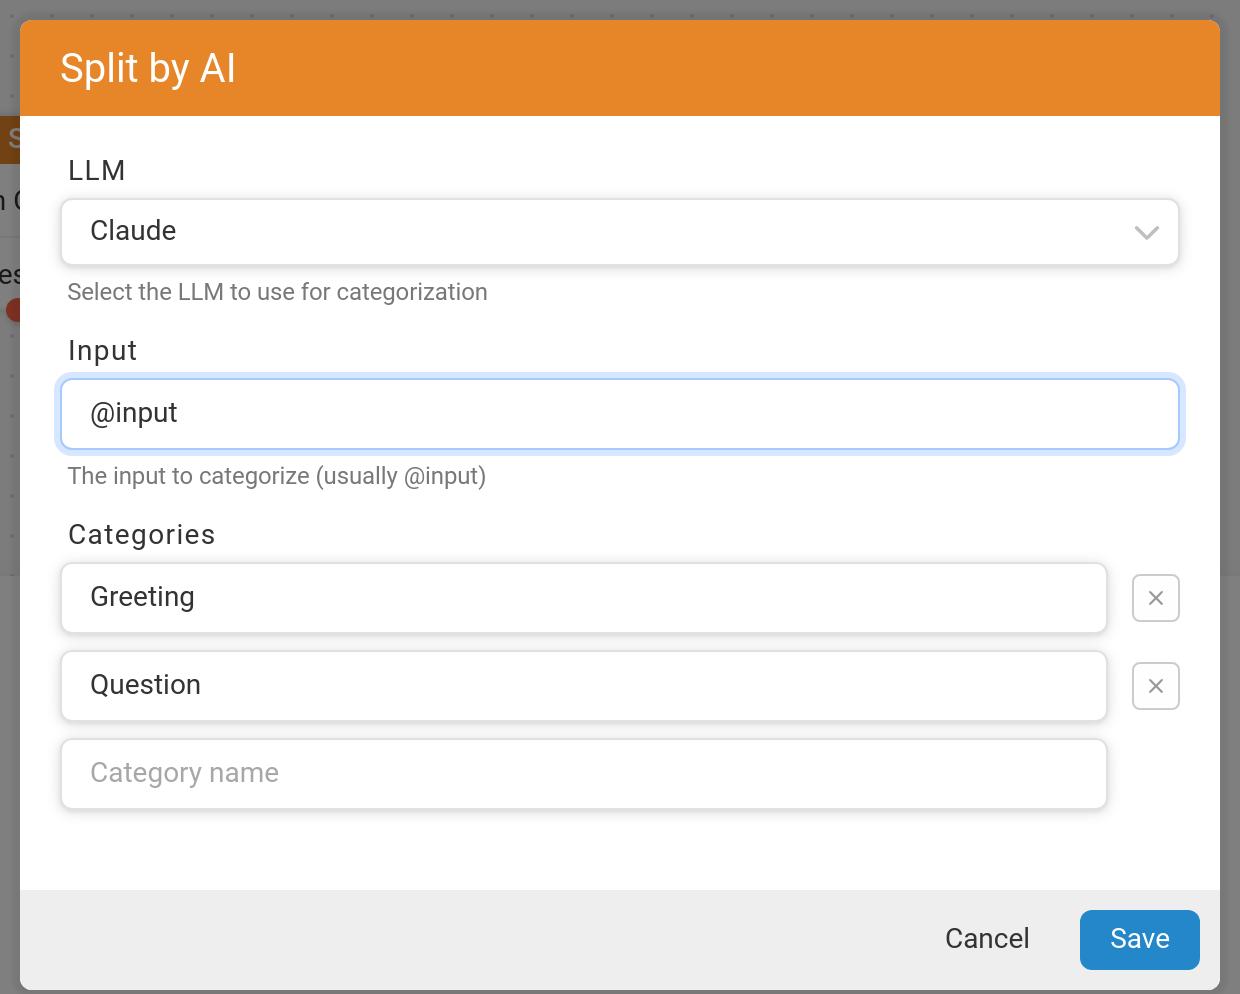 Split by AI
LLM
Claude
Select the LLM to use for categorization
Input
@input
The input to categorize (usually @input)
Categories
Greeting
Question
Category name
Cancel
Save